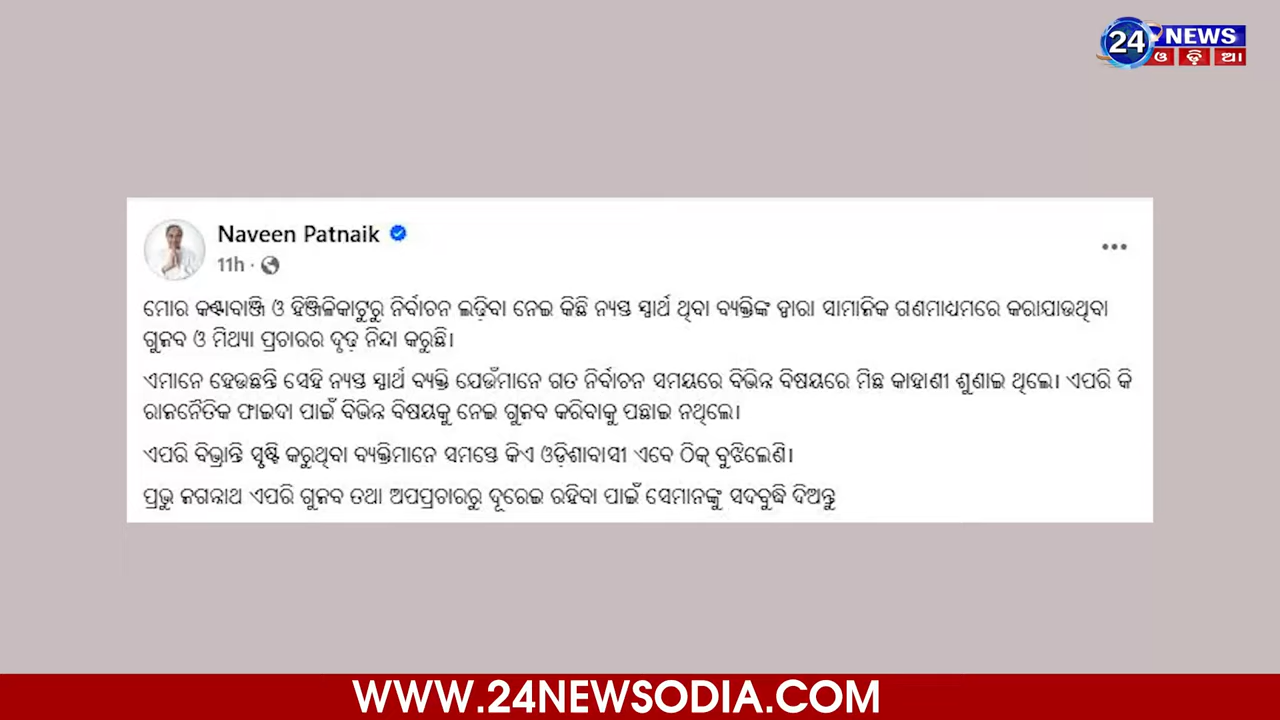 24 NEWS
ଓ ଡ଼ି ଆ
Naveen Patnaik
11h ·
ମୋର କଣ୍ଟାବାଞ୍ଜି ଓ ହିଞ୍ଜିଳିକାଟୁରୁ ନିର୍ବାଚନ ଲଢ଼ିବା ନେଇ କିଛି ନ୍ୟସ୍ତ ସ୍ୱାର୍ଥ ଥିବା ବ୍ୟକ୍ତିଙ୍କ ଦ୍ୱାରା ସାମାଜିକ ଗଣମାଧ୍ୟମରେ କରାଯାଉଥିବା
ଗୁଜବ ଓ ମିଥ୍ୟା ପ୍ରଚାରର ଦୃଢ଼ ନିନ୍ଦା କରୁଛି।
ଏମାନେ ହେଉଛନ୍ତି ସେହି ନ୍ୟସ୍ତ ସ୍ୱାର୍ଥ ବ୍ୟକ୍ତି ଯେଉଁମାନେ ଗତ ନିର୍ବାଚନ ସମୟରେ ବିଭିନ୍ନ ବିଷୟରେ ମିଛ କାହାଣୀ ଶୁଣାଇ ଥିଲେ। ଏପରି କି
ରାଜନୈତିକ ଫାଇଦା ପାଇଁ ବିଭିନ୍ନ ବିଷୟକୁ ନେଇ ଗୁଜବ କରିବାକୁ ପଛାଇ ନଥିଲେ।
ଏପରି ବିଭ୍ରାନ୍ତି ସୃଷ୍ଟି କରୁଥିବା ବ୍ୟକ୍ତିମାନେ ସମସ୍ତେ କିଏ ଓଡ଼ିଶାବାସୀ ଏବେ ଠିକ୍ ବୁଝିଲେଣି।
ପ୍ରଭୁ ଜଗନ୍ନାଥ ଏପରି ଗୁଜବ ତଥା ଅପପ୍ରଚାରରୁ ଦୂରେଇ ରହିବା ପାଇଁ ସେମାନଙ୍କୁ ସଦବୁଦ୍ଧି ଦିଅନ୍ତୁ
WWW.24NEWSODIA.COM